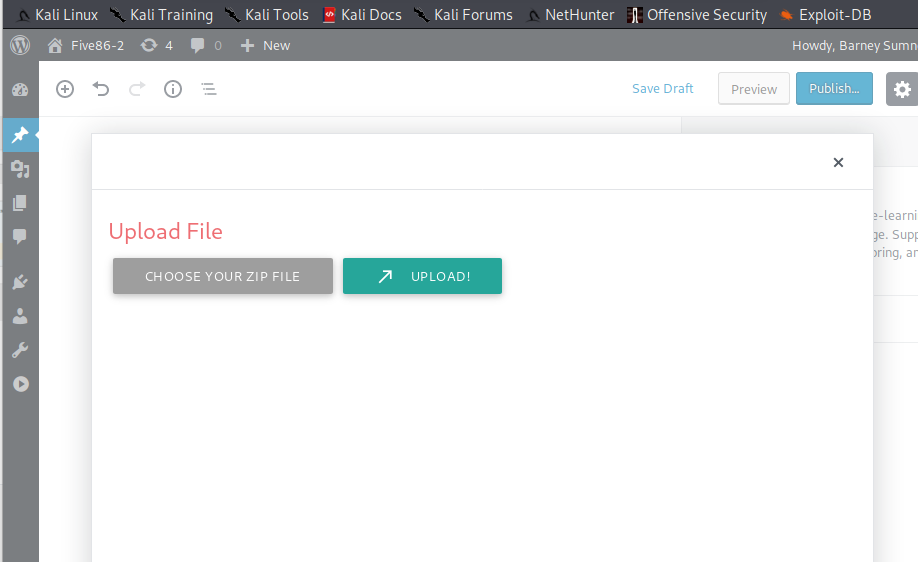 Kali Linux Kali Training Kali Tools Kali Docs Kali Forums NetHunter Offensive Security Exploit-DB
Five86-2 4 0 New Howdy, Barney Sumn
Save Draft Preview Publish...
Upload File
CHOOSE YOUR ZIP FILE UPLOAD!
e-learni
ge. Supp
oring, an